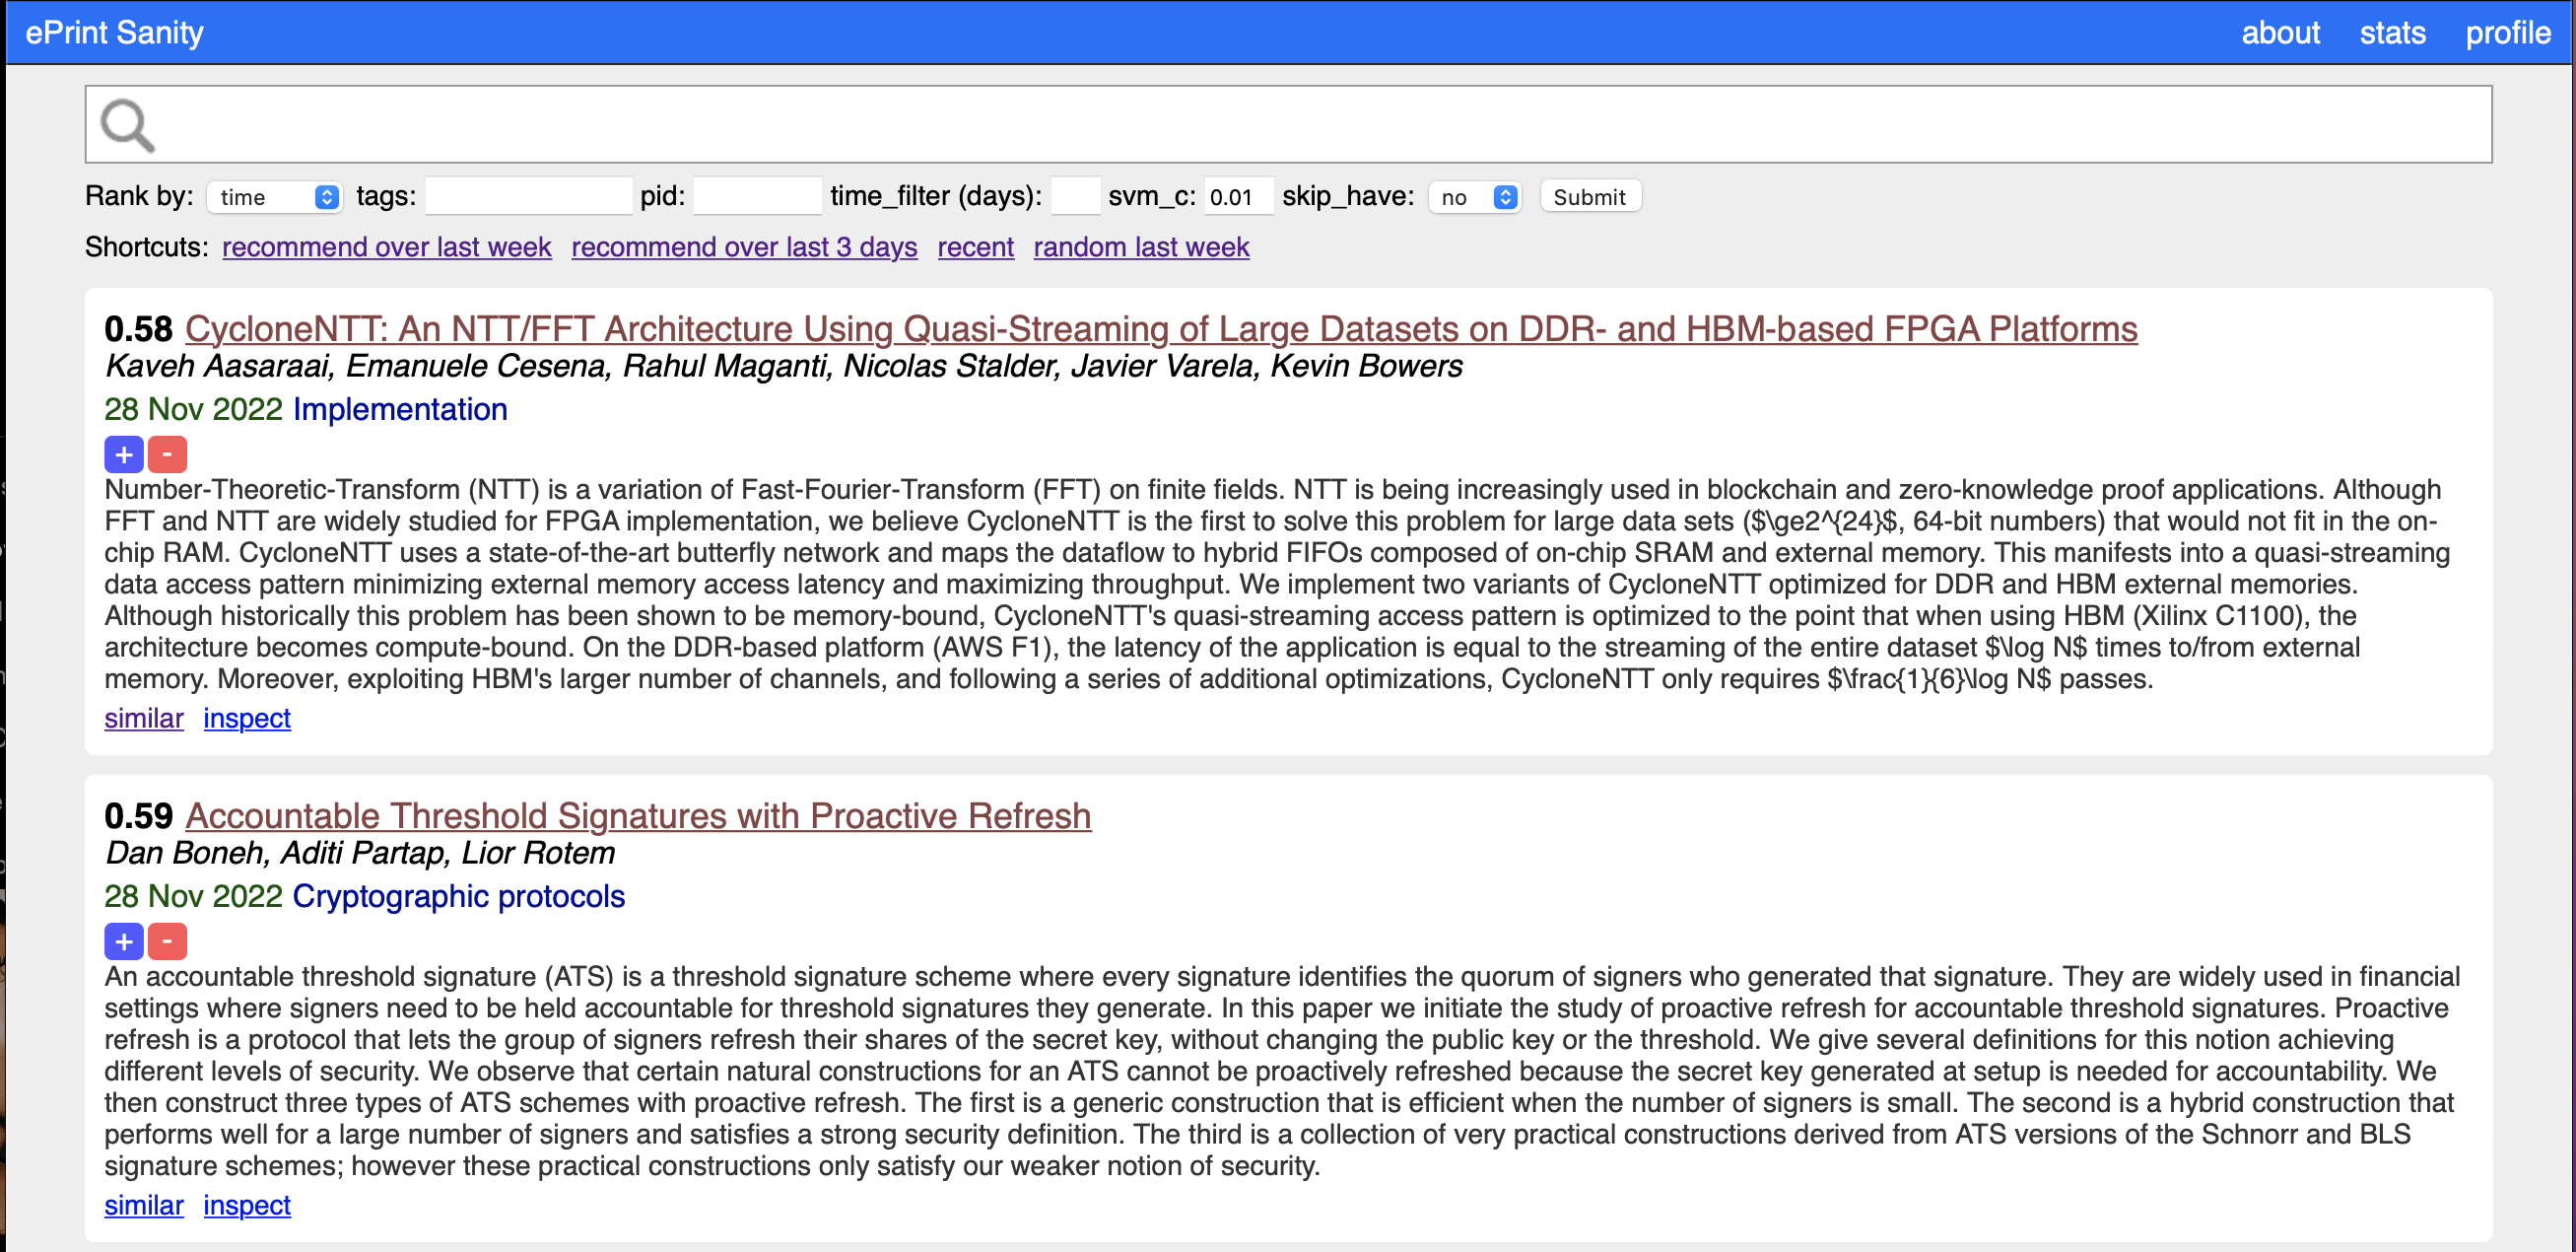 ePrint Sanity about stats profile
Rank by: time tags: pid: time_filter (days): svm_c: 0.01 skip_have: no Submit
Shortcuts: recommend over last week recommend over last 3 days recent random last week
0.58 CycloneNTT: An NTT/FFT Architecture Using Quasi-Streaming of Large Datasets on DDR- and HBM-based FPGA Platforms
Kaveh Aasaraai, Emanuele Cesena, Rahul Maganti, Nicolas Stalder, Javier Varela, Kevin Bowers
28 Nov 2022 Implementation
+ -
Number-Theoretic-Transform (NTT) is a variation of Fast-Fourier-Transform (FFT) on finite fields. NTT is being increasingly used in blockchain and zero-knowledge proof applications. Although
FFT and NTT are widely studied for FPGA implementation, we believe CycloneNTT is the first to solve this problem for large data sets ($\ge2^{24}$, 64-bit numbers) that would not fit in the on-
chip RAM. CycloneNTT uses a state-of-the-art butterfly network and maps the dataflow to hybrid FIFOs composed of on-chip SRAM and external memory. This manifests into a quasi-streaming
data access pattern minimizing external memory access latency and maximizing throughput. We implement two variants of CycloneNTT optimized for DDR and HBM external memories.
Although historically this problem has been shown to be memory-bound, CycloneNTT's quasi-streaming access pattern is optimized to the point that when using HBM (Xilinx C1100), the
architecture becomes compute-bound. On the DDR-based platform (AWS F1), the latency of the application is equal to the streaming of the entire dataset $\log N$ times to/from external
memory. Moreover, exploiting HBM's larger number of channels, and following a series of additional optimizations, CycloneNTT only requires $\frac{1}{6}\log N$ passes.
similar inspect
0.59 Accountable Threshold Signatures with Proactive Refresh
Dan Boneh, Aditi Partap, Lior Rotem
28 Nov 2022 Cryptographic protocols
+ -
An accountable threshold signature (ATS) is a threshold signature scheme where every signature identifies the quorum of signers who generated that signature. They are widely used in financial
settings where signers need to be held accountable for threshold signatures they generate. In this paper we initiate the study of proactive refresh for accountable threshold signatures. Proactive
refresh is a protocol that lets the group of signers refresh their shares of the secret key, without changing the public key or the threshold. We give several definitions for this notion achieving
different levels of security. We observe that certain natural constructions for an ATS cannot be proactively refreshed because the secret key generated at setup is needed for accountability. We
then construct three types of ATS schemes with proactive refresh. The first is a generic construction that is efficient when the number of signers is small. The second is a hybrid construction that
performs well for a large number of signers and satisfies a strong security definition. The third is a collection of very practical constructions derived from ATS versions of the Schnorr and BLS
signature schemes; however these practical constructions only satisfy our weaker notion of security.
similar inspect